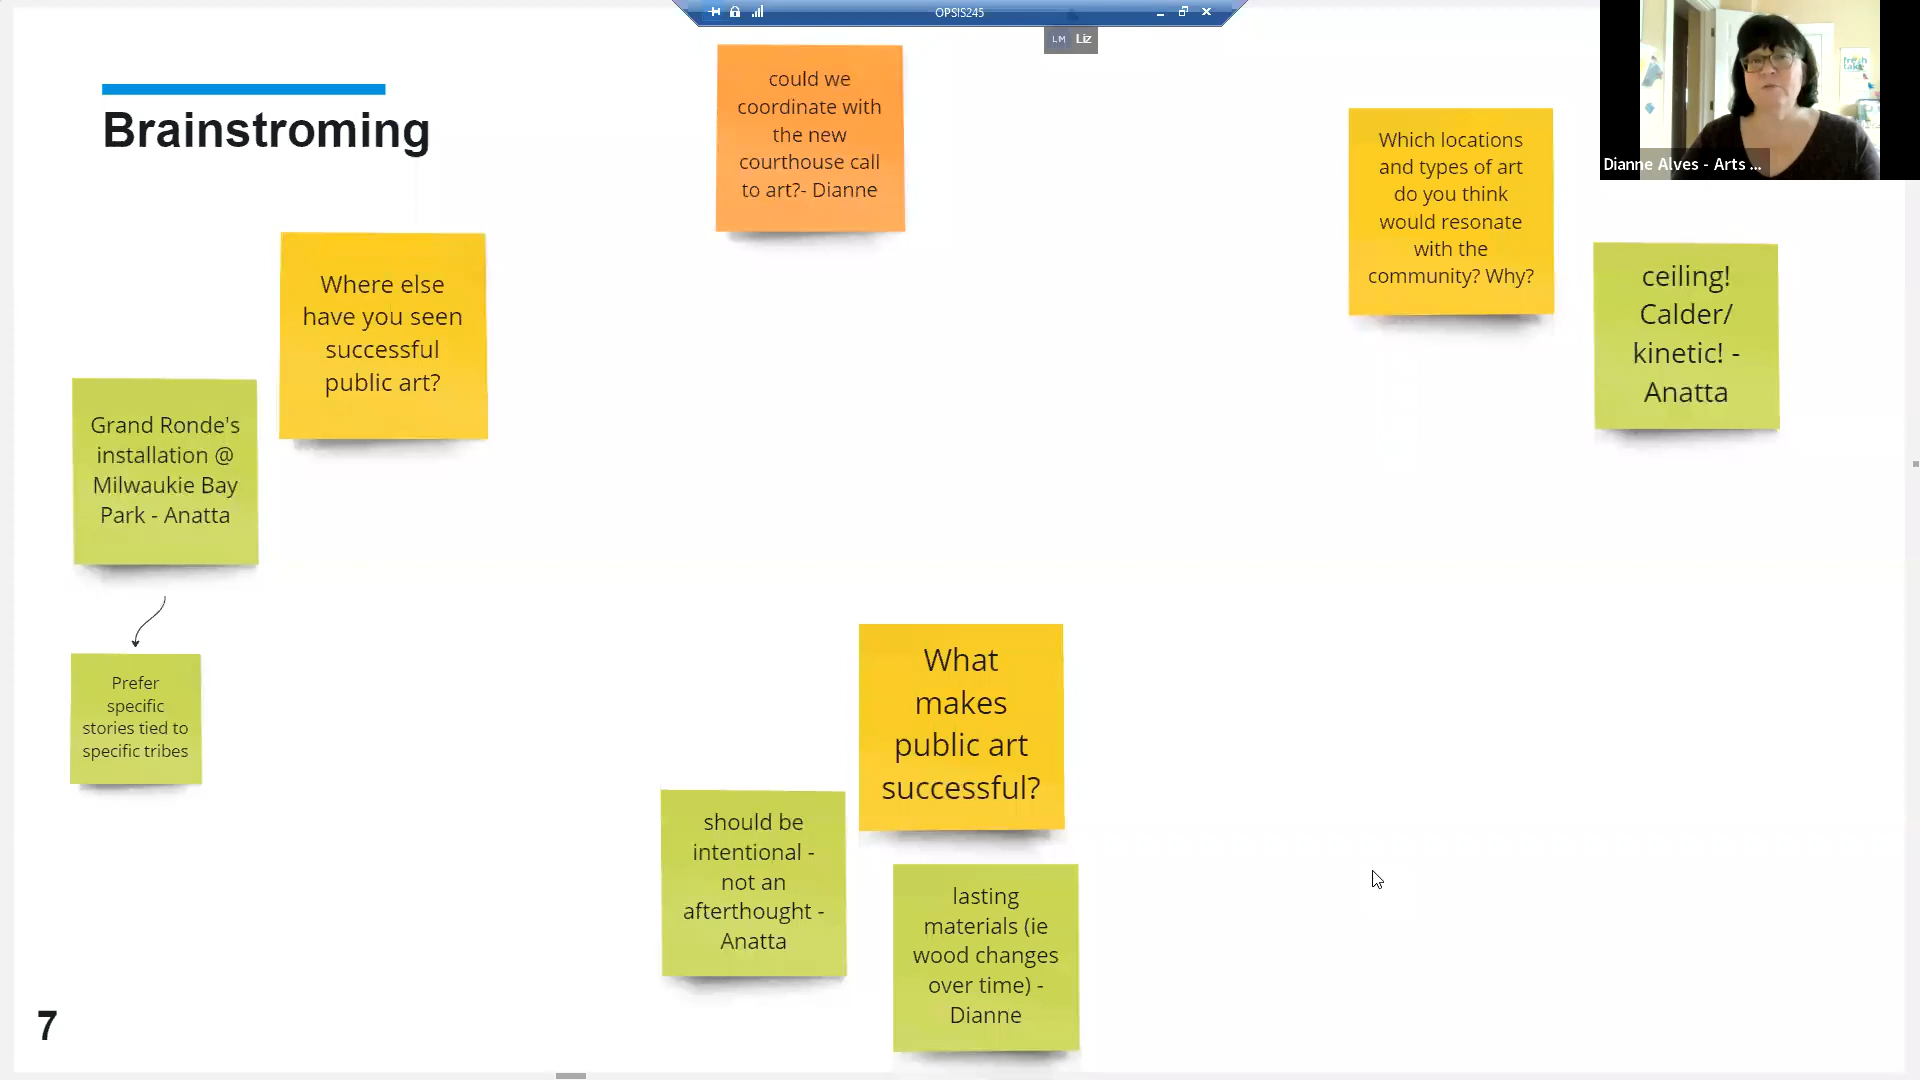 OPSIS245
LM Liz
Brainstroming
could we
coordinate with
the new
courthouse call
to art?- Dianne
Which locations
and types of art
do you think
would resonate
with the
community? Why?
fresh
take
Dianne Alves - Arts ...
ceiling!
Calder/
kinetic! -
Anatta
Where else
have you seen
successful
public art?
Grand Ronde's
installation @
Milwaukie Bay
Park - Anatta
Prefer
specific
stories tied to
specific tribes
What
makes
public art
successful?
should be
intentional -
not an
afterthought -
Anatta
lasting
materials (ie
wood changes
over time) -
Dianne
7